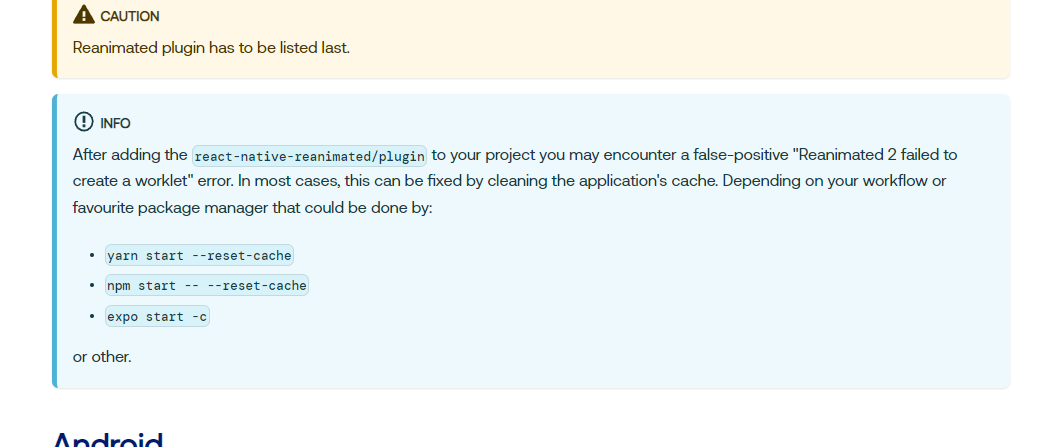 CAUTION
Reanimated plugin has to be listed last.
INFO
After adding the react-native-reanimated/plugin to your project you may encounter a false-positive "Reanimated 2 failed to
create a worklet" error. In most cases, this can be fixed by cleaning the application's cache. Depending on your workflow or
favourite package manager that could be done by:
• yarn start --reset-cache
• npm start -- --reset-cache
• expo start -c
or other.
Android